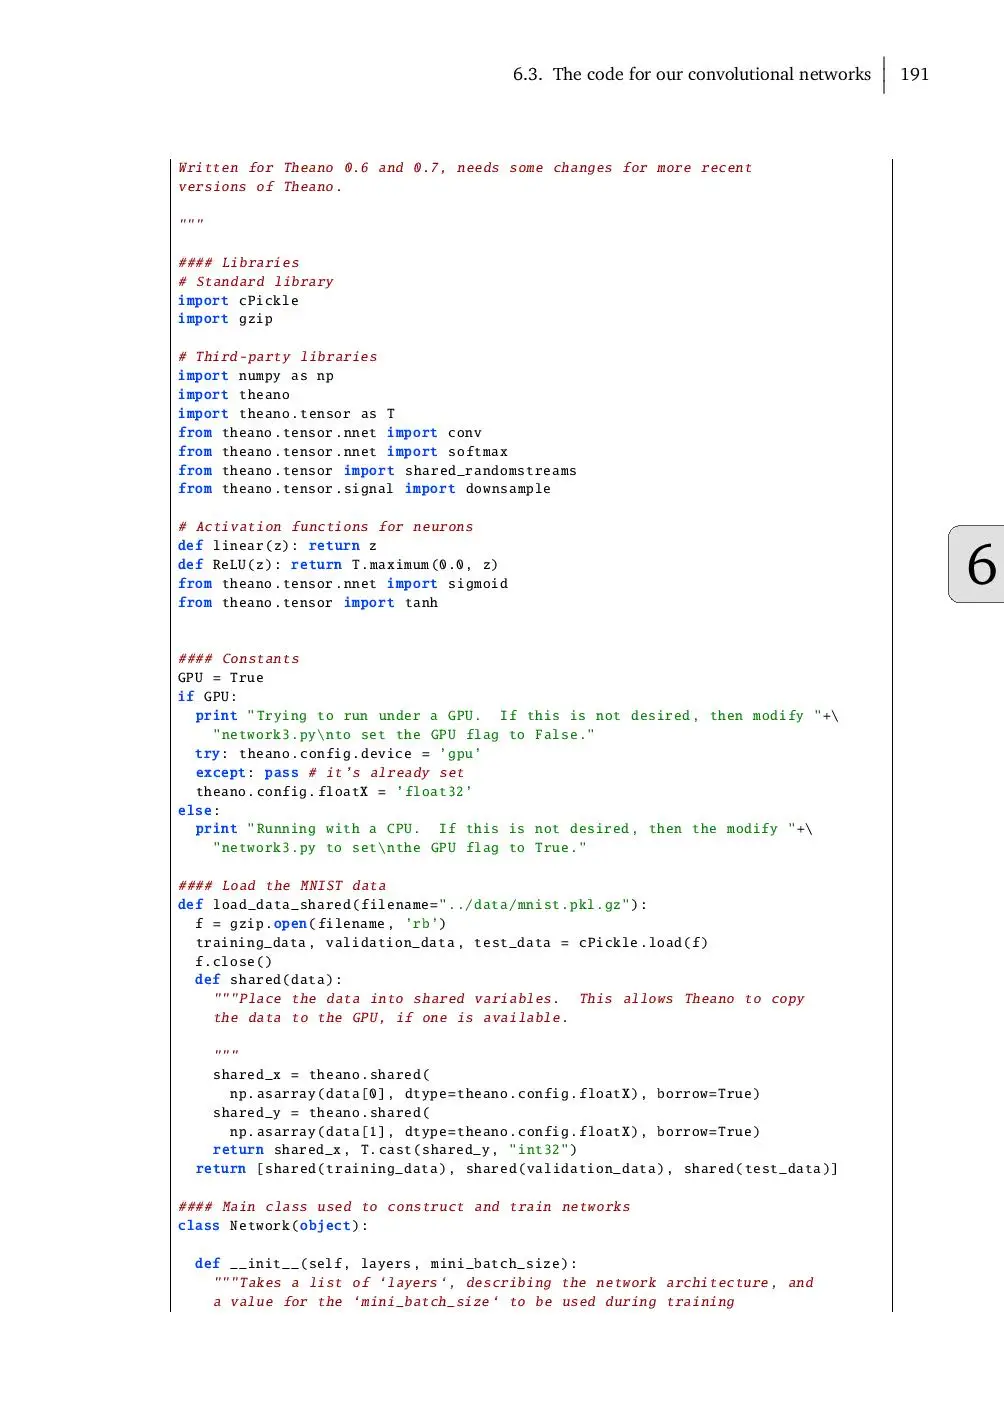 6.3. The code for our convolutional networks 191
Written for Theano 0.6 and 0.7, needs some changes for more recent
versions of Theano.
"""
#### Libraries
# Standard library
import cPickle
import gzip
# Third-party libraries
import numpy as np
import theano
import theano.tensor as T
from theano.tensor.nnet import conv
from theano.tensor.nnet import softmax
from theano.tensor import shared_randomstreams
from theano.tensor.signal import downsample
# Activation functions for neurons
def linear(z): return z
def ReLU(z): return T.maximum(0.0, z)
from theano.tensor.nnet import sigmoid
from theano.tensor import tanh
6
#### Constants
GPU = True
if GPU:
  print "Trying to run under a GPU.  If this is not desired, then modify "+\
    "network3.py\nto set the GPU flag to False."
  try: theano.config.device = 'gpu'
  except: pass # it's already set
  theano.config.floatX = 'float32'
else:
  print "Running with a CPU.  If this is not desired, then the modify "+\
    "network3.py to set\nthe GPU flag to True."
#### Load the MNIST data
def load_data_shared(filename="../data/mnist.pkl.gz"):
  f = gzip.open(filename, 'rb')
  training_data, validation_data, test_data = cPickle.load(f)
  f.close()
  def shared(data):
    """Place the data into shared variables.  This allows Theano to copy
    the data to the GPU, if one is available.
    """
    shared_x = theano.shared(
      np.asarray(data[0], dtype=theano.config.floatX), borrow=True)
    shared_y = theano.shared(
      np.asarray(data[1], dtype=theano.config.floatX), borrow=True)
    return shared_x, T.cast(shared_y, "int32")
  return [shared(training_data), shared(validation_data), shared(test_data)]
#### Main class used to construct and train networks
class Network(object):
  def __init__(self, layers, mini_batch_size):
    """Takes a list of ‘layers‘, describing the network architecture, and
    a value for the ‘mini_batch_size‘ to be used during training